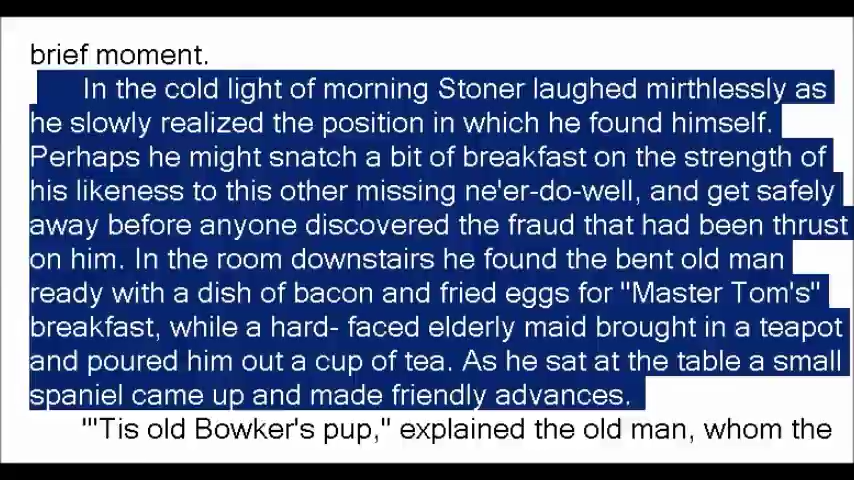 brief moment.
In the cold light of morning Stoner laughed mirthlessly as
he slowly realized the position in which he found himself.
Perhaps he might snatch a bit of breakfast on the strength of
his likeness to this other missing ne'er-do-well, and get safely
away before anyone discovered the fraud that had been thrust
on him. In the room downstairs he found the bent old man
ready with a dish of bacon and fried eggs for "Master Tom's"
breakfast, while a hard- faced elderly maid brought in a teapot
and poured him out a cup of tea. As he sat at the table a small
spaniel came up and made friendly advances.
"'Tis old Bowker's pup," explained the old man, whom the